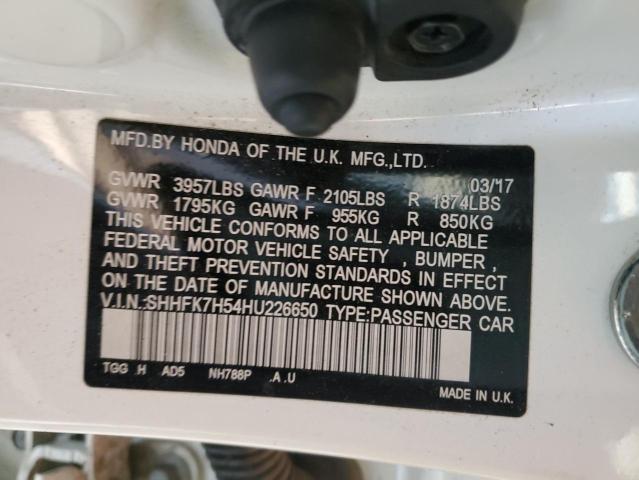 MFD.BY HONDA OF THE U.K. MFG.,LTD.
03/17
GVWR 3957LBS GAWR F 2105LBS R 1874LBS
GVWR 1795KG GAWR F 955KG R 850KG
THIS VEHICLE CONFORMS TO ALL APPLICABLE
FEDERAL MOTOR VEHICLE SAFETY , BUMPER ,
AND THEFT PREVENTION STANDARDS IN EFFECT
ON THE DATE OF MANUFACTURE SHOWN ABOVE.
V.I.N.:SHHFK7H54HU226650 TYPE:PASSENGER CAR
TGG H AD5 NH788P .A .U
MADE IN U.K.